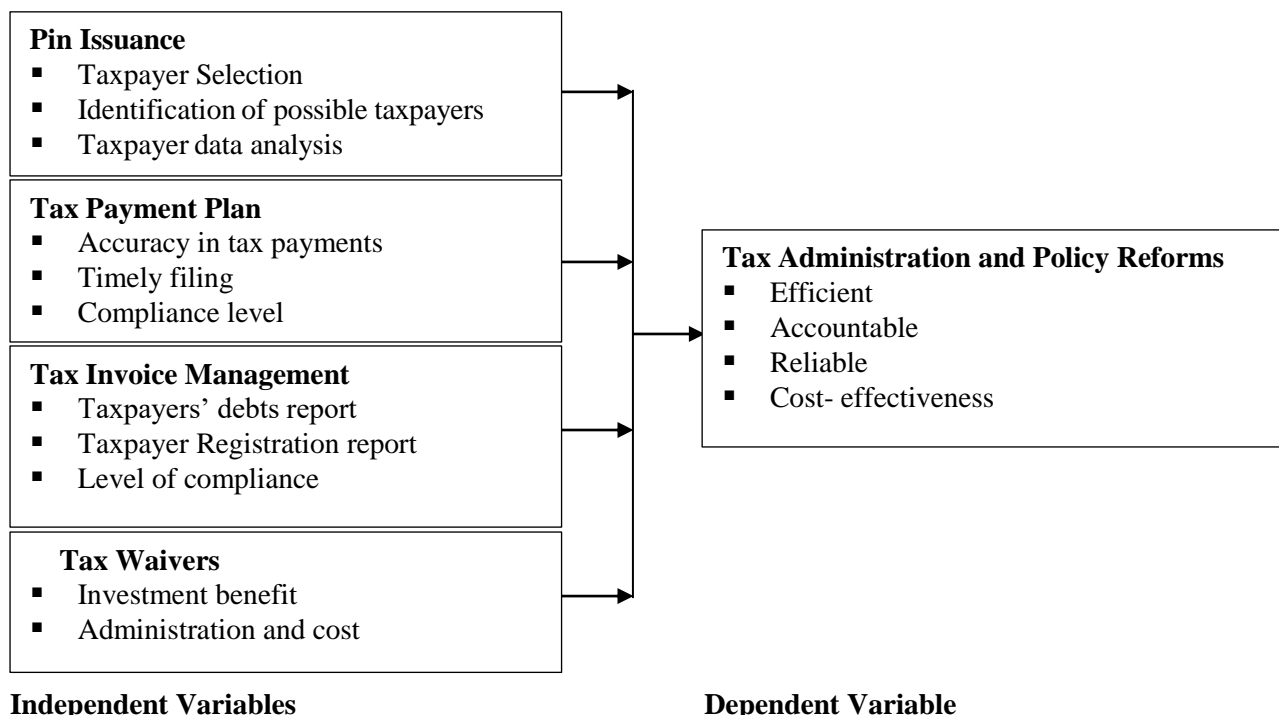 Pin Issuance
▪ Taxpayer Selection
▪ Identification of possible taxpayers
▪ Taxpayer data analysis
Tax Payment Plan
▪ Accuracy in tax payments
▪ Timely filing
▪ Compliance level
Tax Invoice Management
▪ Taxpayers’ debts report
▪ Taxpayer Registration report
▪ Level of compliance
Tax Waivers
▪ Investment benefit
▪ Administration and cost
Independent Variables
Tax Administration and Policy Reforms
▪ Efficient
▪ Accountable
▪ Reliable
▪ Cost- effectiveness
Dependent Variable